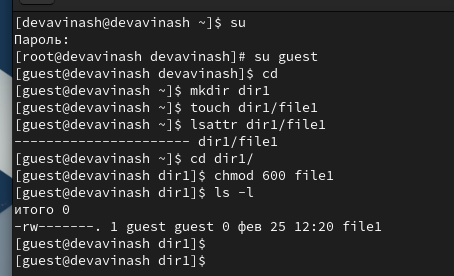 [devavinash@devavinash ~]$ su
Пароль:
[root@devavinash devavinash]# su guest
[guest@devavinash devavinash]$ cd
[guest@devavinash ~]$ mkdir dir1
[guest@devavinash ~]$ touch dir1/file1
[guest@devavinash ~]$ lsattr dir1/file1
---------------------- dir1/file1
[guest@devavinash ~]$ cd dir1/
[guest@devavinash dir1]$ chmod 600 file1
[guest@devavinash dir1]$ ls -l
итого 0
-rw-------. 1 guest guest 0 фев 25 12:20 file1
[guest@devavinash dir1]$
[guest@devavinash dir1]$